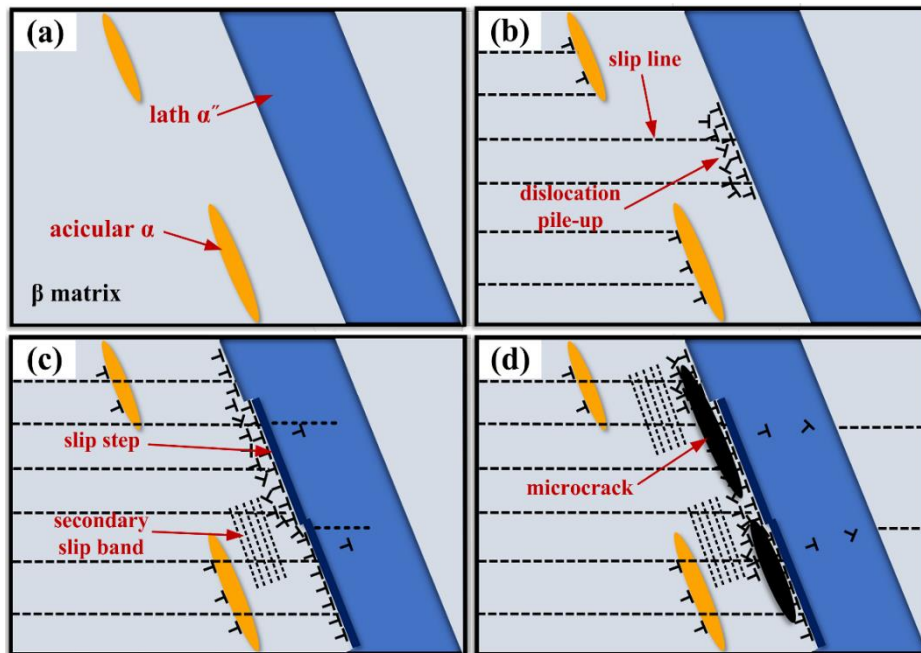 (a)
lath α″
acicular α
β matrix
(b)
slip line
dislocation
pile-up
(c)
slip step
secondary
slip band
(d)
microcrack